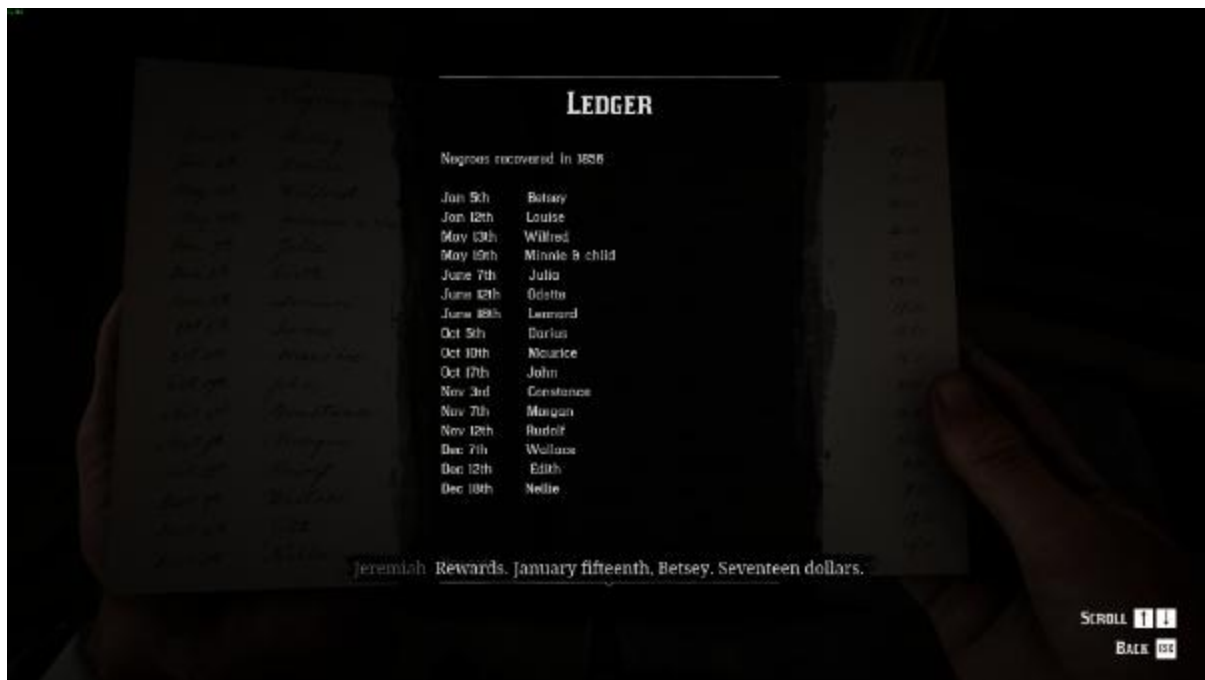 LEDGER
Negroes recovered in 1856
Jan 5th Betsey
Jan 12th Louise
May 13th Wilfred
May 15th Minnie & child
June 7th Julia
June 12th Odette
June 18th Lennard
Oct 5th Darius
Oct 10th Maurice
Oct 17th John
Nov 3rd Constance
Nov 7th Morgan
Nov 12th Rudolf
Dec 7th Wallace
Dec 12th Edith
Dec 18th Nellie
Jeremiah Rewards. January fifteenth, Betsey. Seventeen dollars.
SCROLL ↑ ↓
BACK ESC